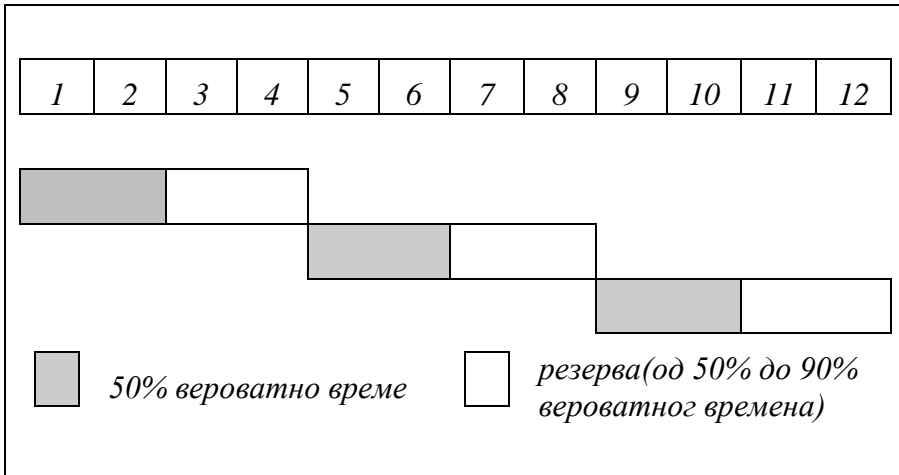 1 2 3 4 5 6 7 8 9 10 11 12
50% вероватно време
резерва(од 50% до 90%
вероватног времена)